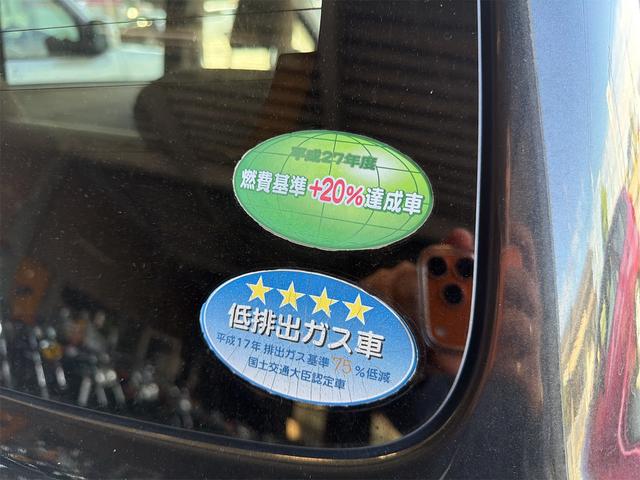 平成27年度
燃費基準+20%達成車
低排出ガス車
平成17年 排出ガス基準75%低減
国土交通大臣認定車